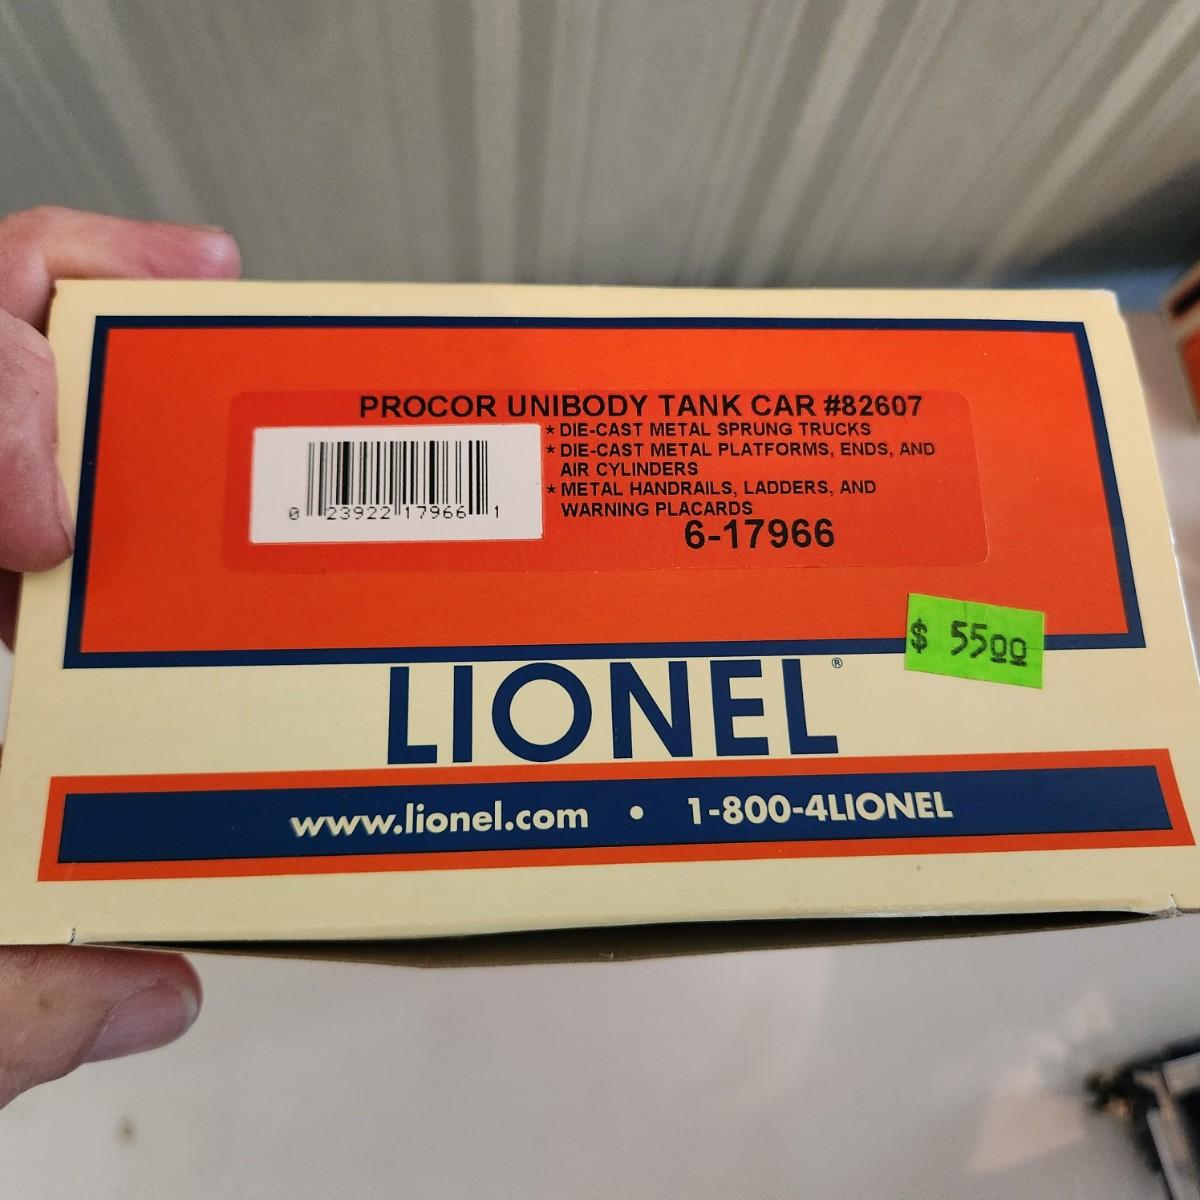 PROCOR UNIBODY TANK CAR #82607
* DIE-CAST METAL SPRUNG TRUCKS
* DIE-CAST METAL PLATFORMS, ENDS, AND
AIR CYLINDERS
* METAL HANDRAILS, LADDERS, AND
WARNING PLACARDS
0 23922 17966 1
6-17966
$ 5500
LIONEL®
www.lionel.com • 1-800-4LIONEL